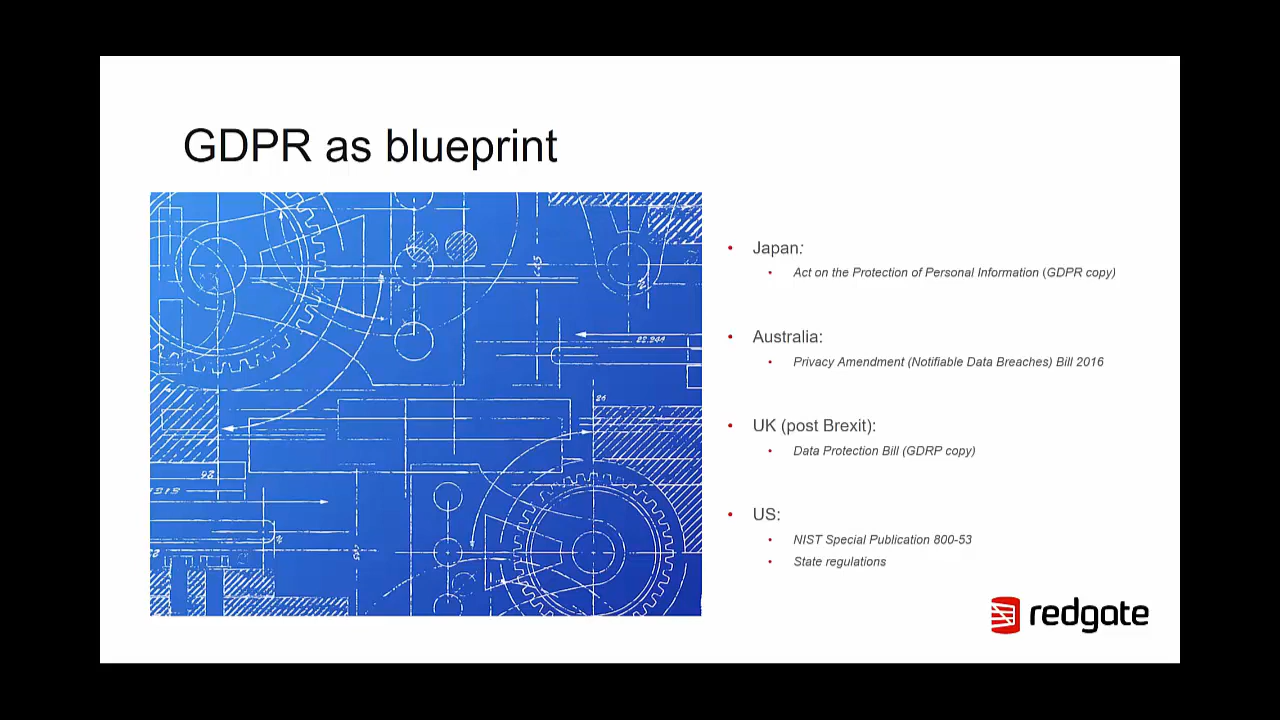 GDPR as blueprint
• Japan:
• Act on the Protection of Personal Information (GDPR copy)
• Australia:
• Privacy Amendment (Notifiable Data Breaches) Bill 2016
• UK (post Brexit):
• Data Protection Bill (GDRP copy)
• US:
• NIST Special Publication 800-53
• State regulations
redgate